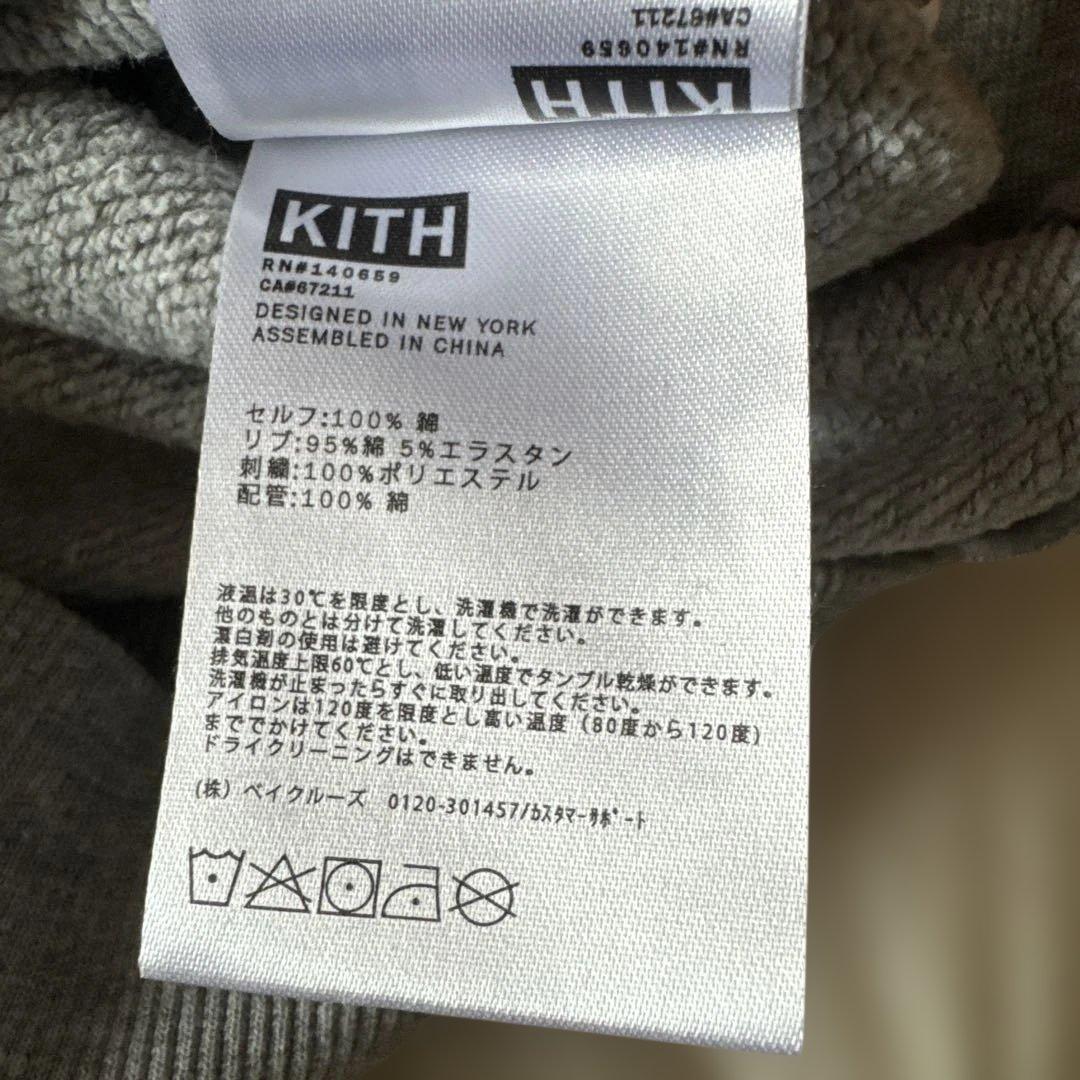 CA#67211
RN#140659
KITH
KITH
RN#140659
CA#67211
DESIGNED IN NEW YORK
ASSEMBLED IN CHINA
セルフ:100% 綿
リブ:95%綿 5%エラスタン
刺繍:100%ポリエステル
配管:100% 綿
液温は30℃を限度とし、洗濯機で洗濯ができます。
他のものとは分けて洗濯してください。
漂白剤の使用は避けてください。
排気温度上限60℃とし、低い温度でタンブル乾燥ができます。
洗濯機が止まったらすぐに取り出してください。
アイロンは120度を限度とし高い温度（80度から120度）
まででかけてください。
ドライクリーニングはできません。
(株）ベイクルーズ 0120-301457/ｶｽﾀﾏｰｻﾎﾟｰﾄ